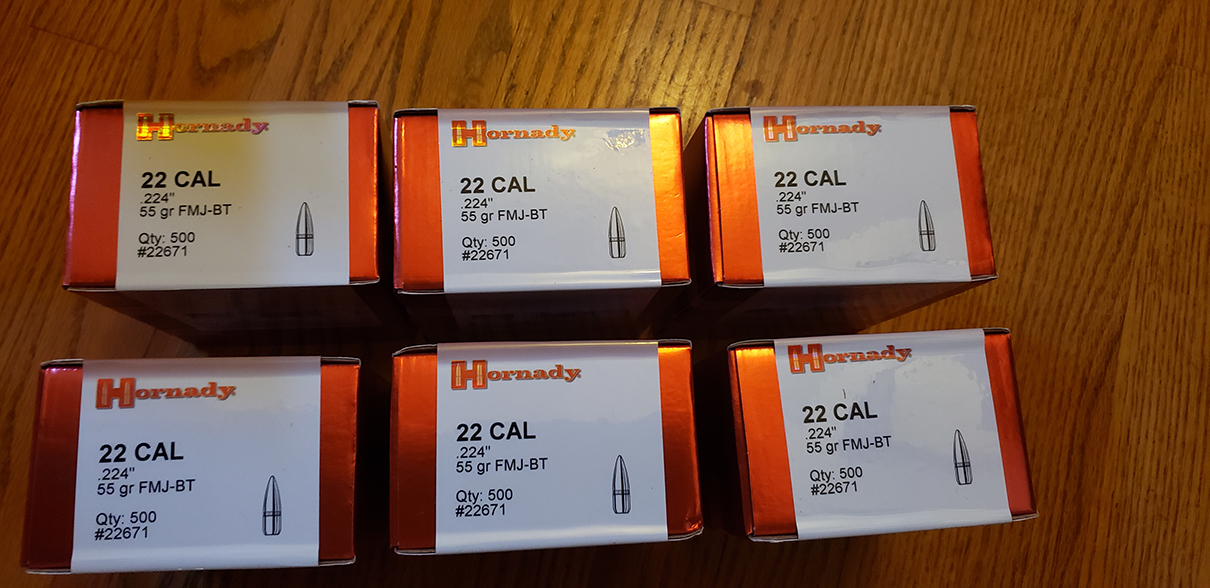 Hornady
22 CAL
.224"
55 gr FMJ-BT
Qty: 500
#22671
Hornady
22 CAL
.224"
55 gr FMJ-BT
Qty: 500
#22671
Hornady
22 CAL
.224"
55 gr FMJ-BT
Qty: 500
#22671
Hornady
22 CAL
.224"
55 gr FMJ-BT
Qty: 500
#22671
Hornady
22 CAL
.224"
55 gr FMJ-BT
Qty: 500
#22671
Hornady
22 CAL
.224"
55 gr FMJ-BT
Qty: 500
#22671